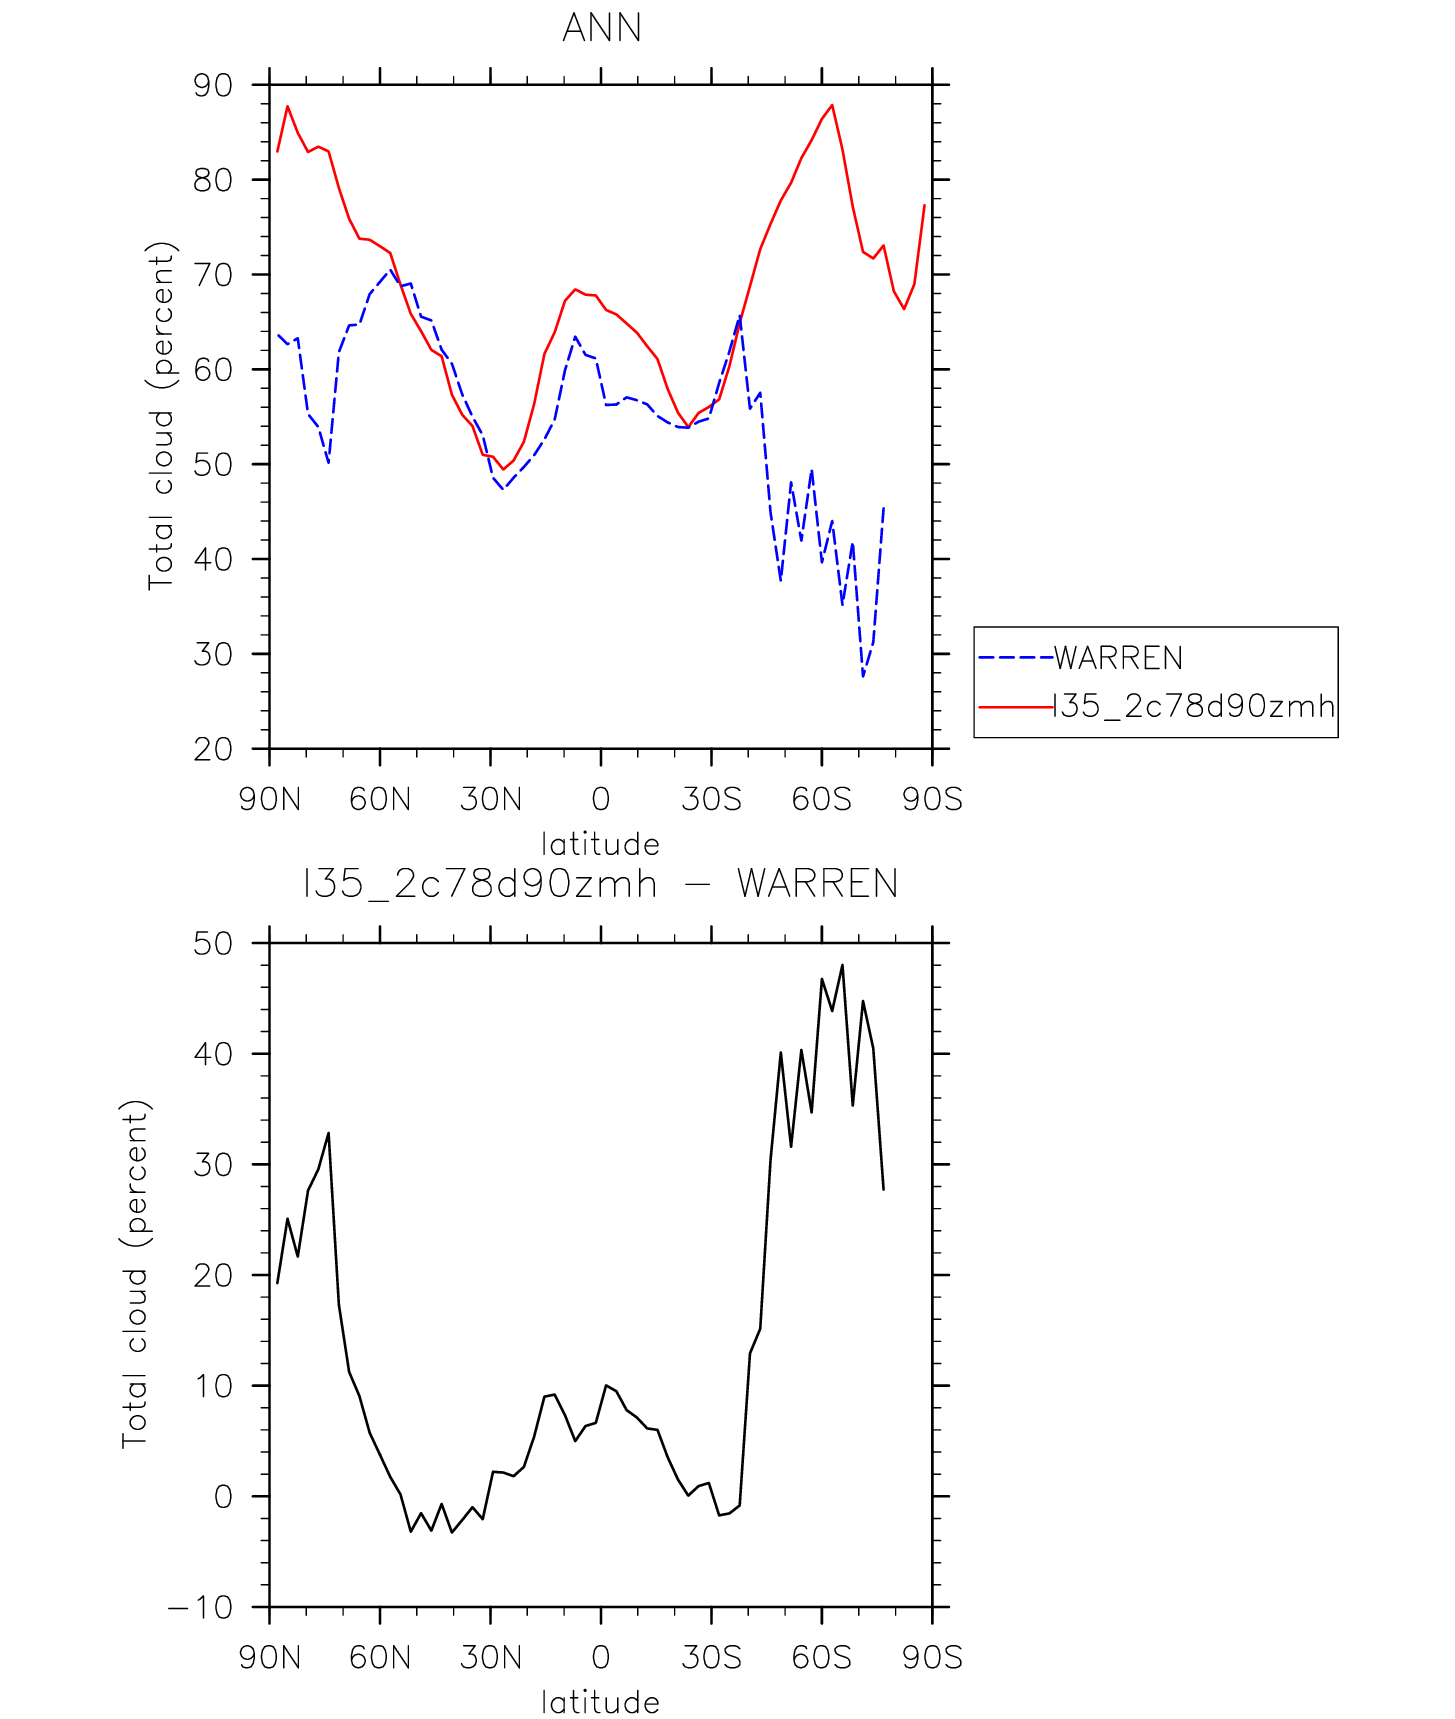 ANN
90
80
70
60
50
40
30
20
Total cloud (percent)
90N 60N 30N 0 30S 60S 90S
latitude
WARREN
I35_2c78d90zmh
I35_2c78d90zmh – WARREN
50
40
30
20
10
0
−10
Total cloud (percent)
90N 60N 30N 0 30S 60S 90S
latitude